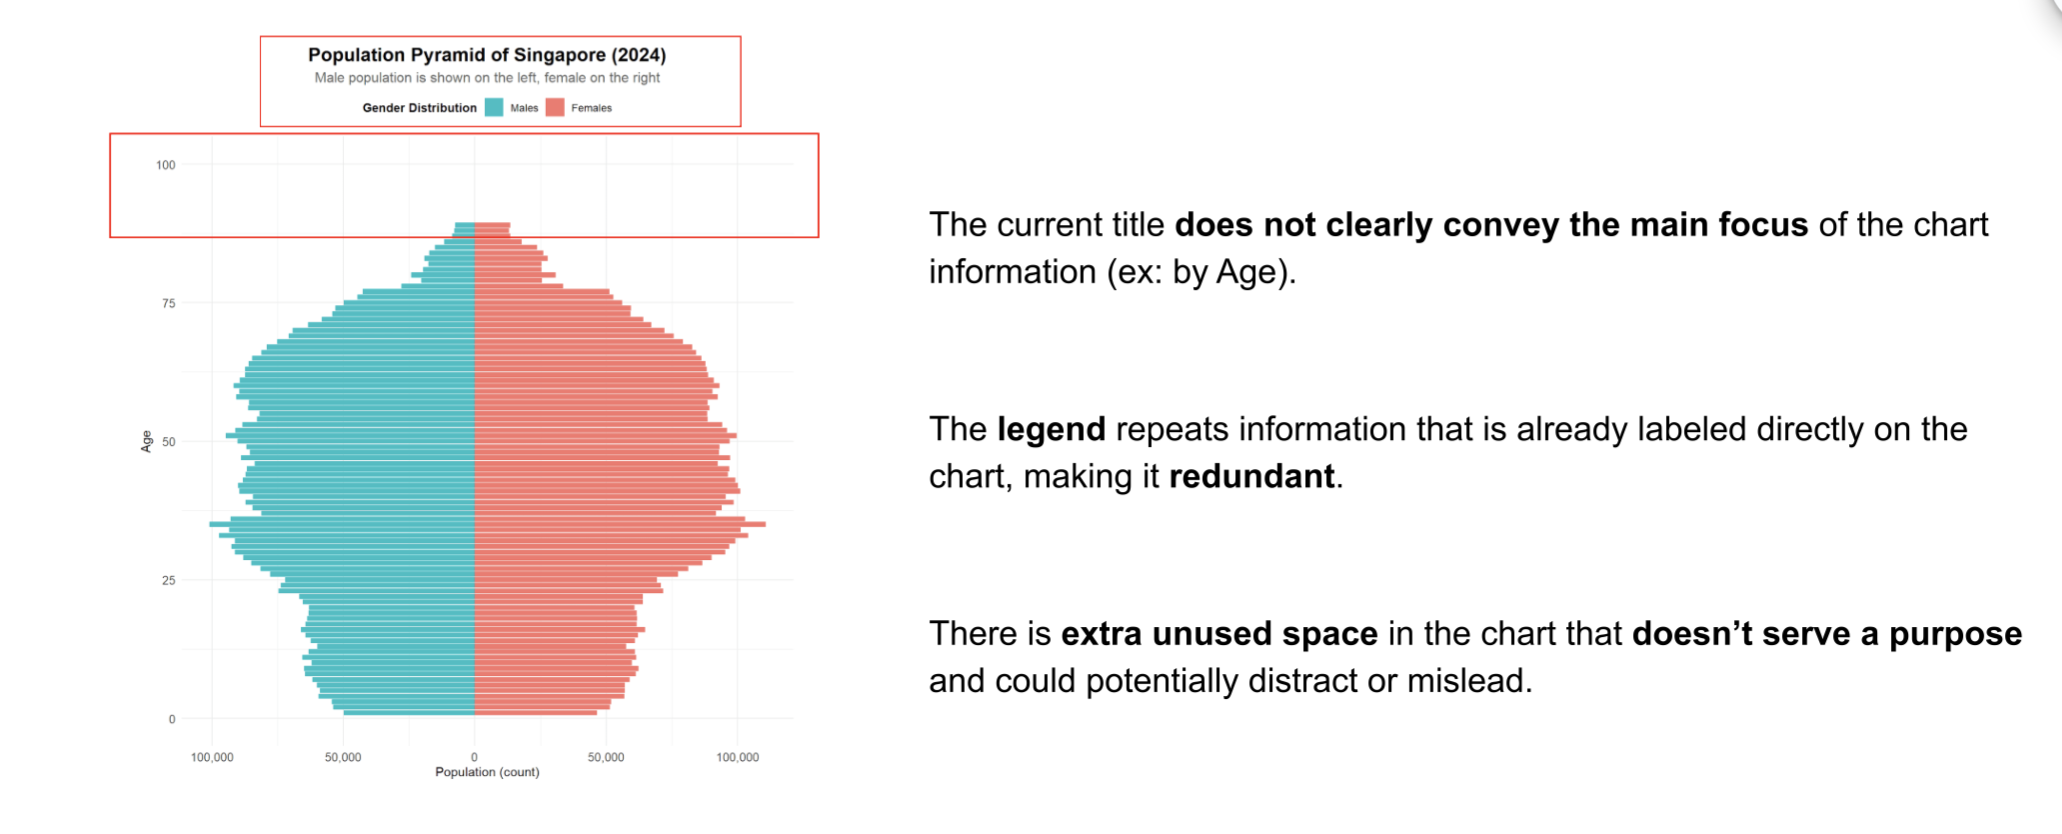 Population Pyramid of Singapore (2024)
Male population is shown on the left, female on the right
Gender Distribution Males Females
100
75
50
25
0
Age
100,000 50,000 0 50,000 100,000
Population (count)
The current title does not clearly convey the main focus of the chart
information (ex: by Age).
The legend repeats information that is already labeled directly on the
chart, making it redundant.
There is extra unused space in the chart that doesn’t serve a purpose
and could potentially distract or mislead.